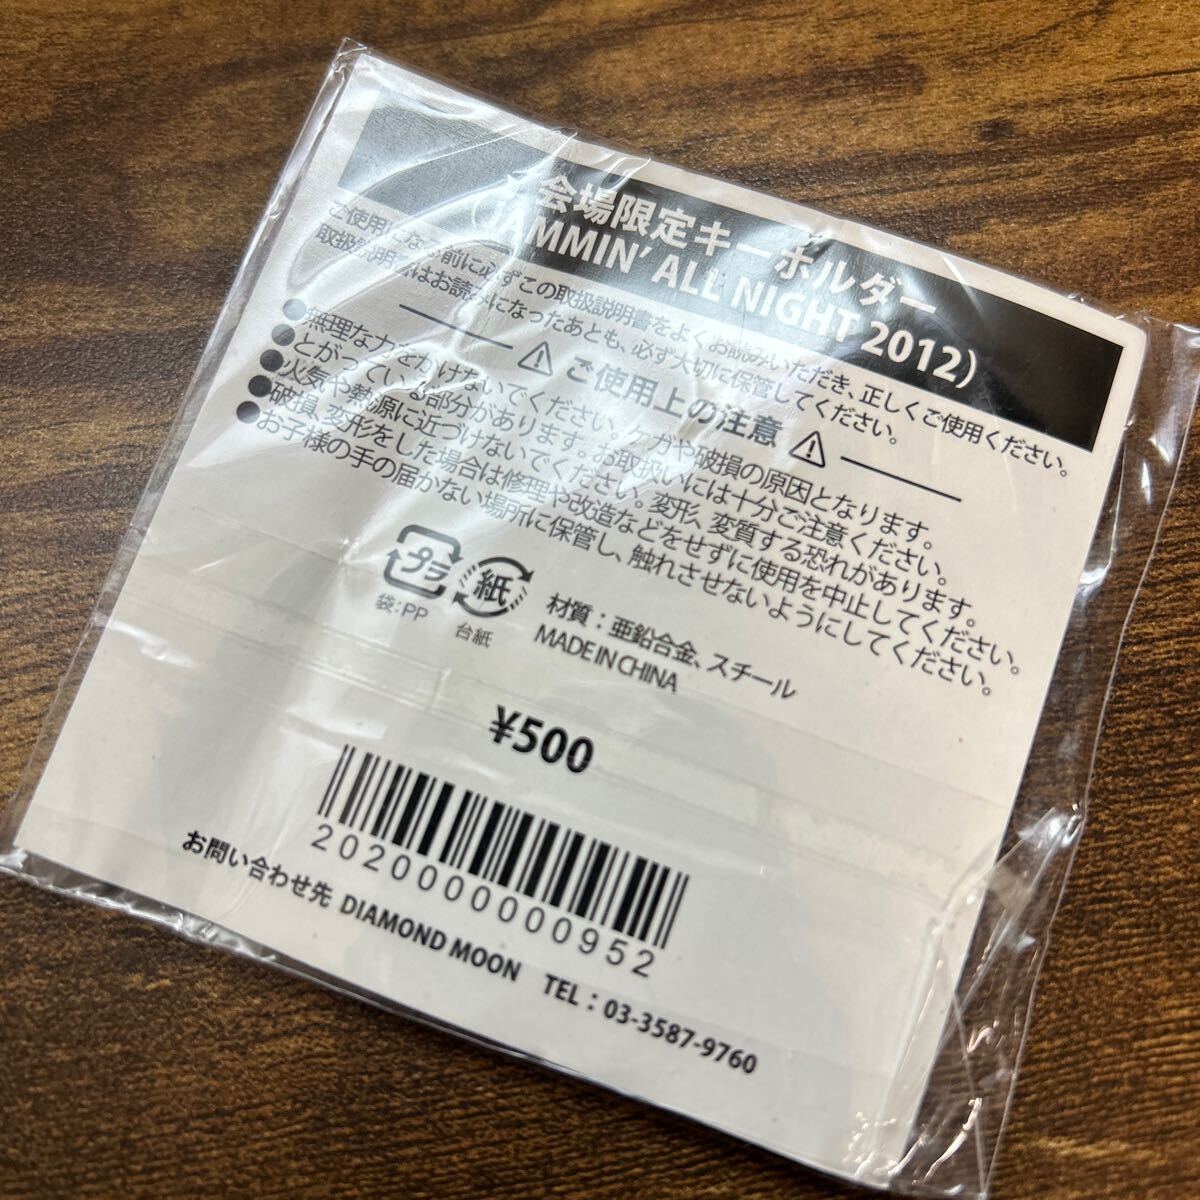 会場限定キーホルダー
(JAMMIN' ALL NIGHT 2012)
ご使用になる前に必ずこの取扱説明書をよくお読みいただき、正しくご使用ください。
取扱説明書はお読みになったあとも、必ず大切に保管してください。
ご使用上の注意
●無理な力をかけないでください。ケガや破損の原因となります。
●とがっている部分があります。お取扱いには十分ご注意ください。
●火気や熱源に近づけないでください。変形、変質する恐れがあります。
●破損、変形をした場合は修理や改造などをせずに使用を中止してください。
●お子様の手の届かない場所に保管し、触れさせないようにしてください。
プラ
袋:PP
紙
台紙
材質:亜鉛合金、スチール
MADE IN CHINA
¥500
2020000000952
お問い合わせ先 DIAMOND MOON TEL:03-3587-9760